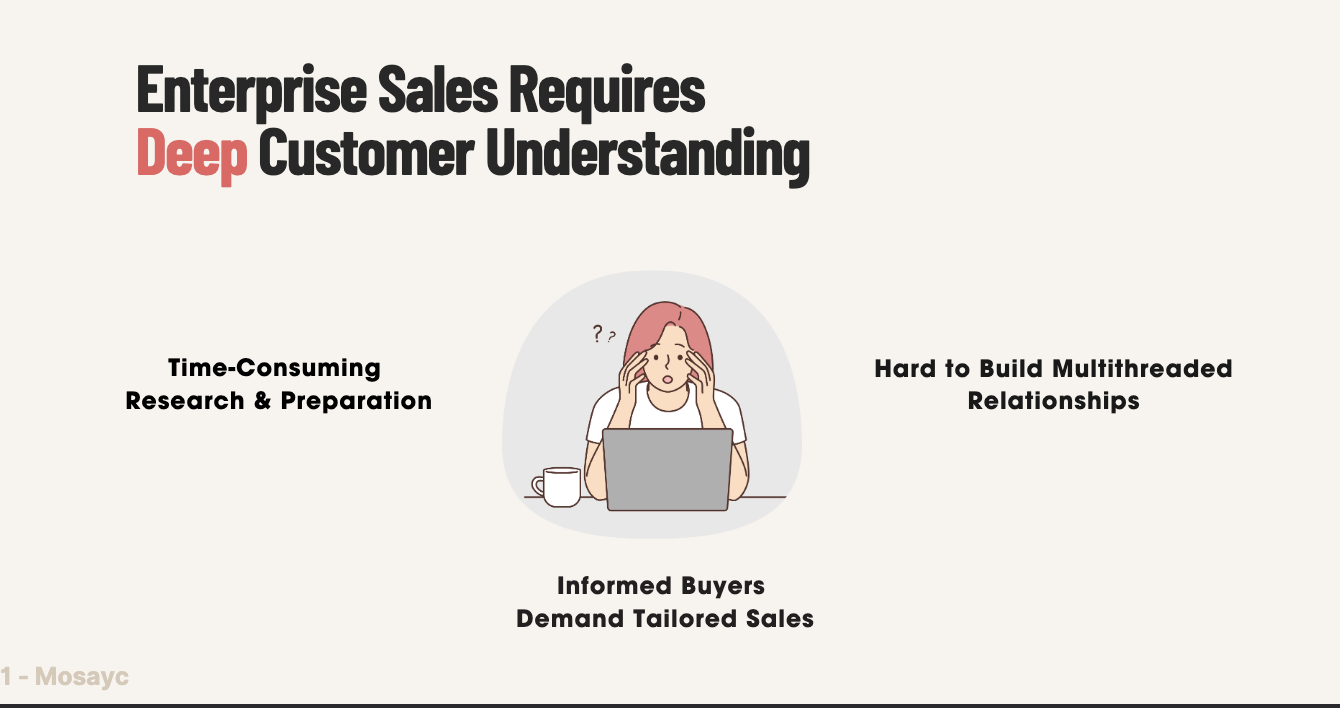 Enterprise Sales Requires
Deep Customer Understanding
? ?
Time-Consuming
Research & Preparation
Hard to Build Multithreaded
Relationships
Informed Buyers
Demand Tailored Sales
1 - Mosayc